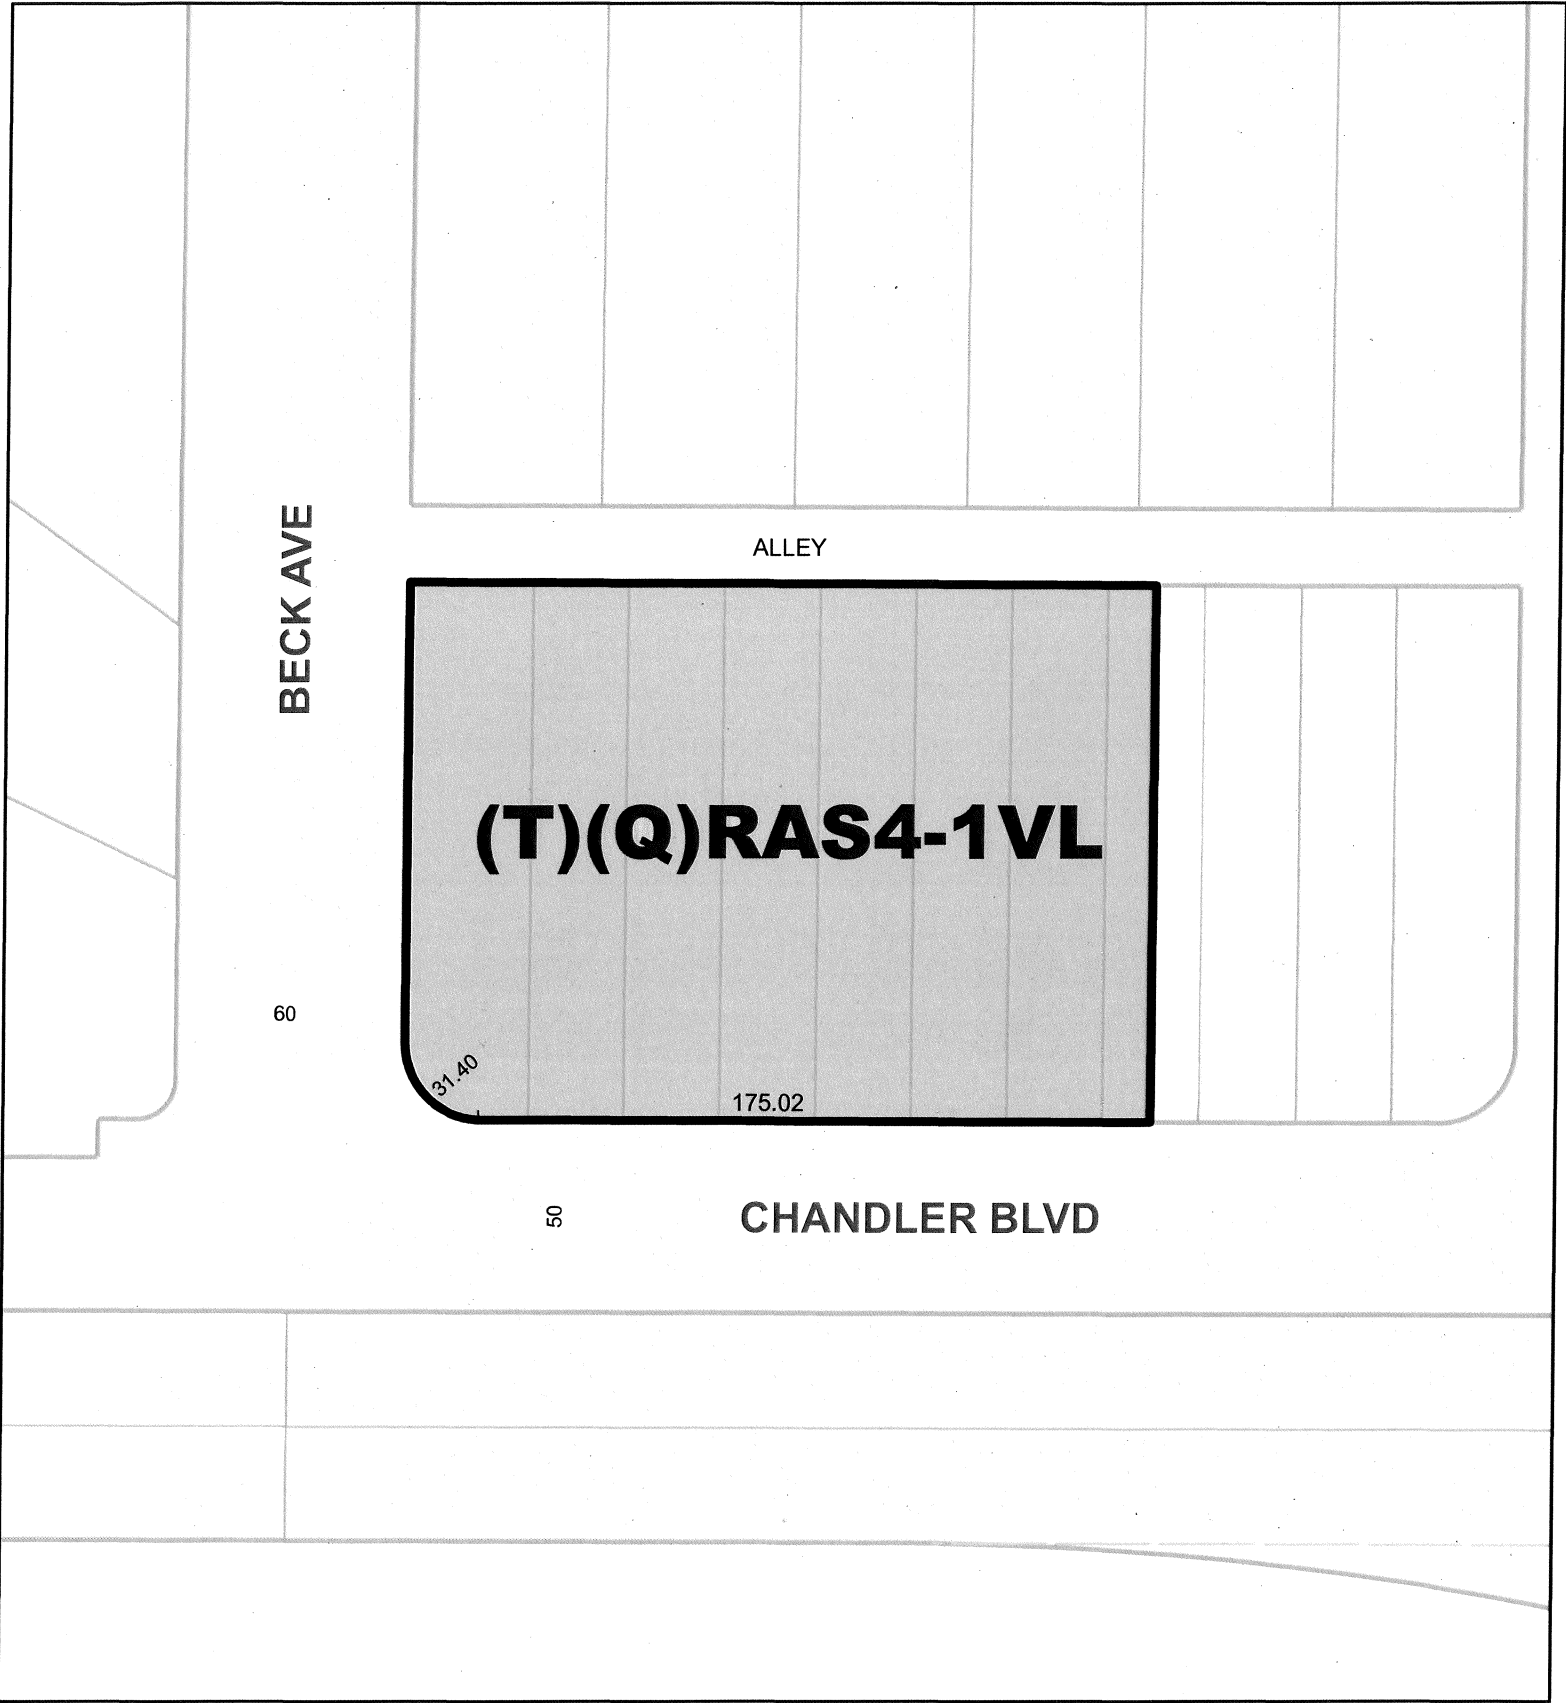 ALLEY
BECK AVE
(T)(Q)RAS4-1VL
60
31.40
175.02
50
CHANDLER BLVD